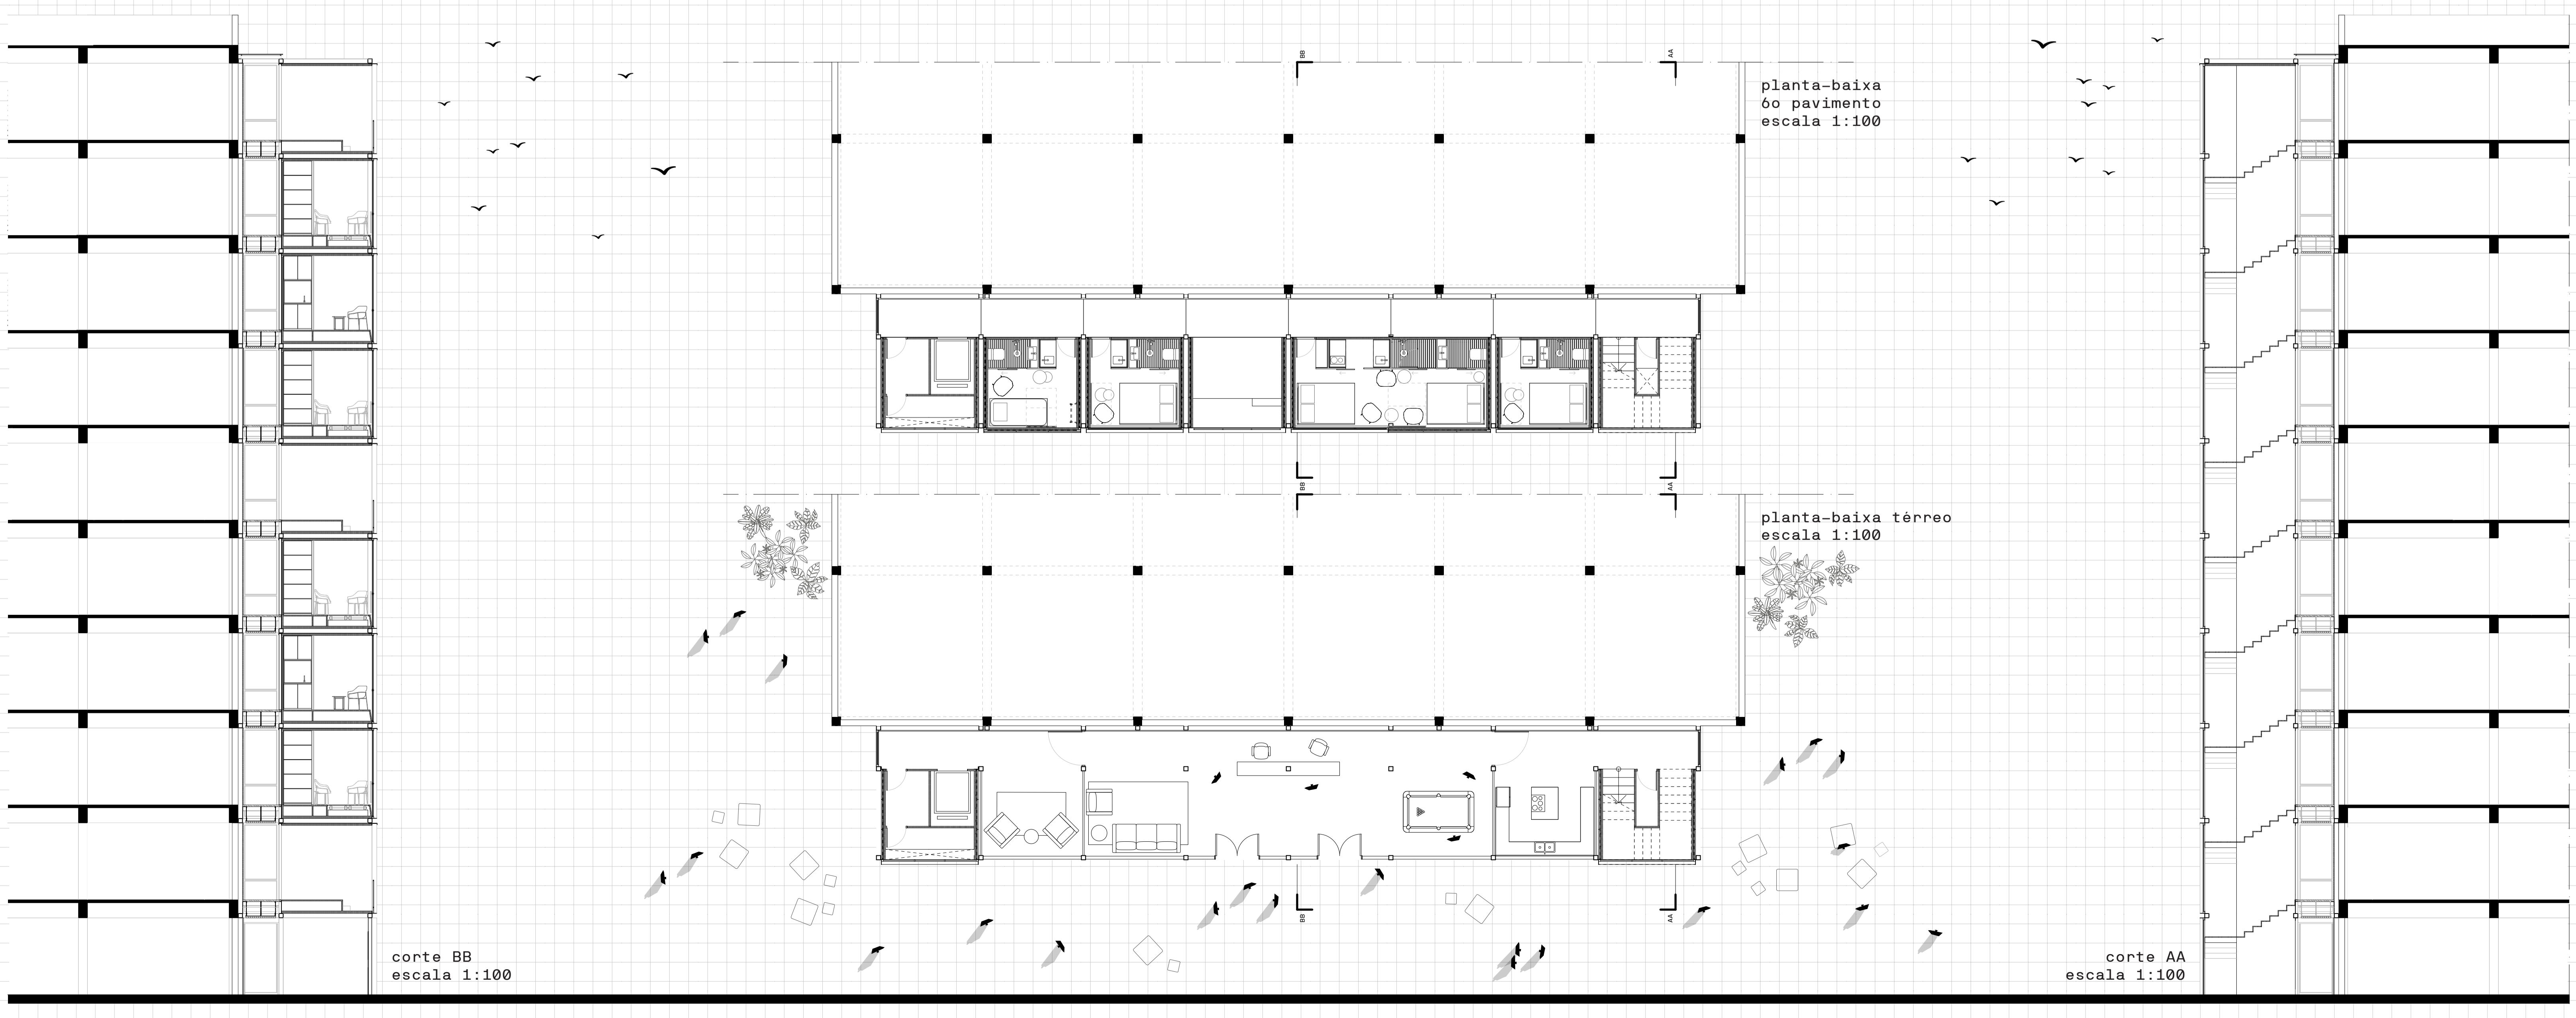 BB
AA
planta-baixa
6o pavimento
escala 1:100
BB
AA
planta-baixa térreo
escala 1:100
BB
AA
corte BB
escala 1:100
corte AA
escala 1:100